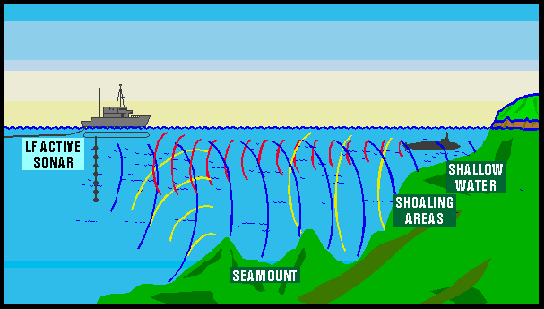 LF ACTIVE
SONAR
SHALLOW
WATER
SHOALING
AREAS
SEAMOUNT